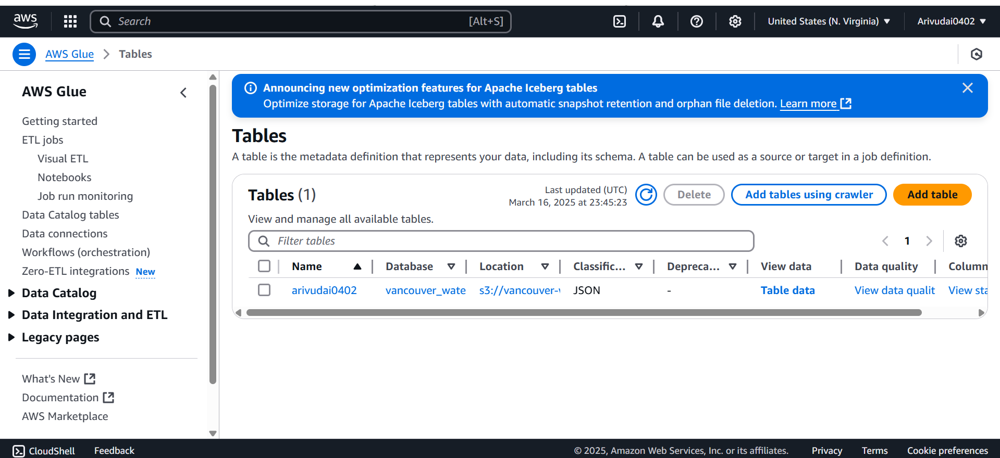 aws
Search [Alt+S]
United States (N. Virginia)
Arivudai0402
AWS Glue
Tables
AWS Glue
Getting started
ETL jobs
Visual ETL
Notebooks
Job run monitoring
Data Catalog tables
Data connections
Workflows (orchestration)
Zero-ETL integrations New
Data Catalog
Data Integration and ETL
Legacy pages
What's New
Documentation
AWS Marketplace
Announcing new optimization features for Apache Iceberg tables
Optimize storage for Apache Iceberg tables with automatic snapshot retention and orphan file deletion. Learn more
Tables
A table is the metadata definition that represents your data, including its schema. A table can be used as a source or target in a job definition.
Tables (1)
Last updated (UTC)
March 16, 2025 at 23:45:23
Delete
Add tables using crawler
Add table
View and manage all available tables.
Filter tables
1
Name Database Location Classific... Depreca... View data Data quality Column
arivudai0402 vancouver_wate s3://vancouver- JSON - Table data View data qualit View sta
CloudShell Feedback © 2025, Amazon Web Services, Inc. or its affiliates. Privacy Terms Cookie preferences